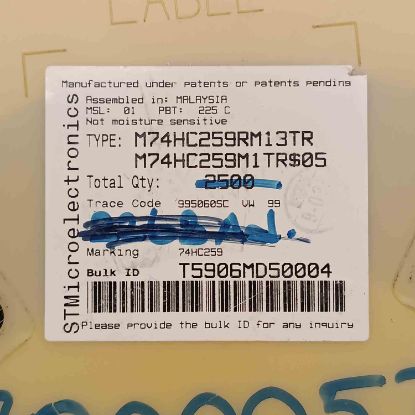 LABEL
Manufactured under patents or patents pending
STMicroelectronics
Assembled in: MALAYSIA
MSL: 01 PBT: 225 C
Not moisture sensitive
TYPE: M74HC259RM13TR
M74HC259M1TR$05
Total Qty: 2500
Trace Code 995060SC VW 99
Marking 74HC259
Bulk ID T5906MD50004
Please provide the bulk ID for any inquiry